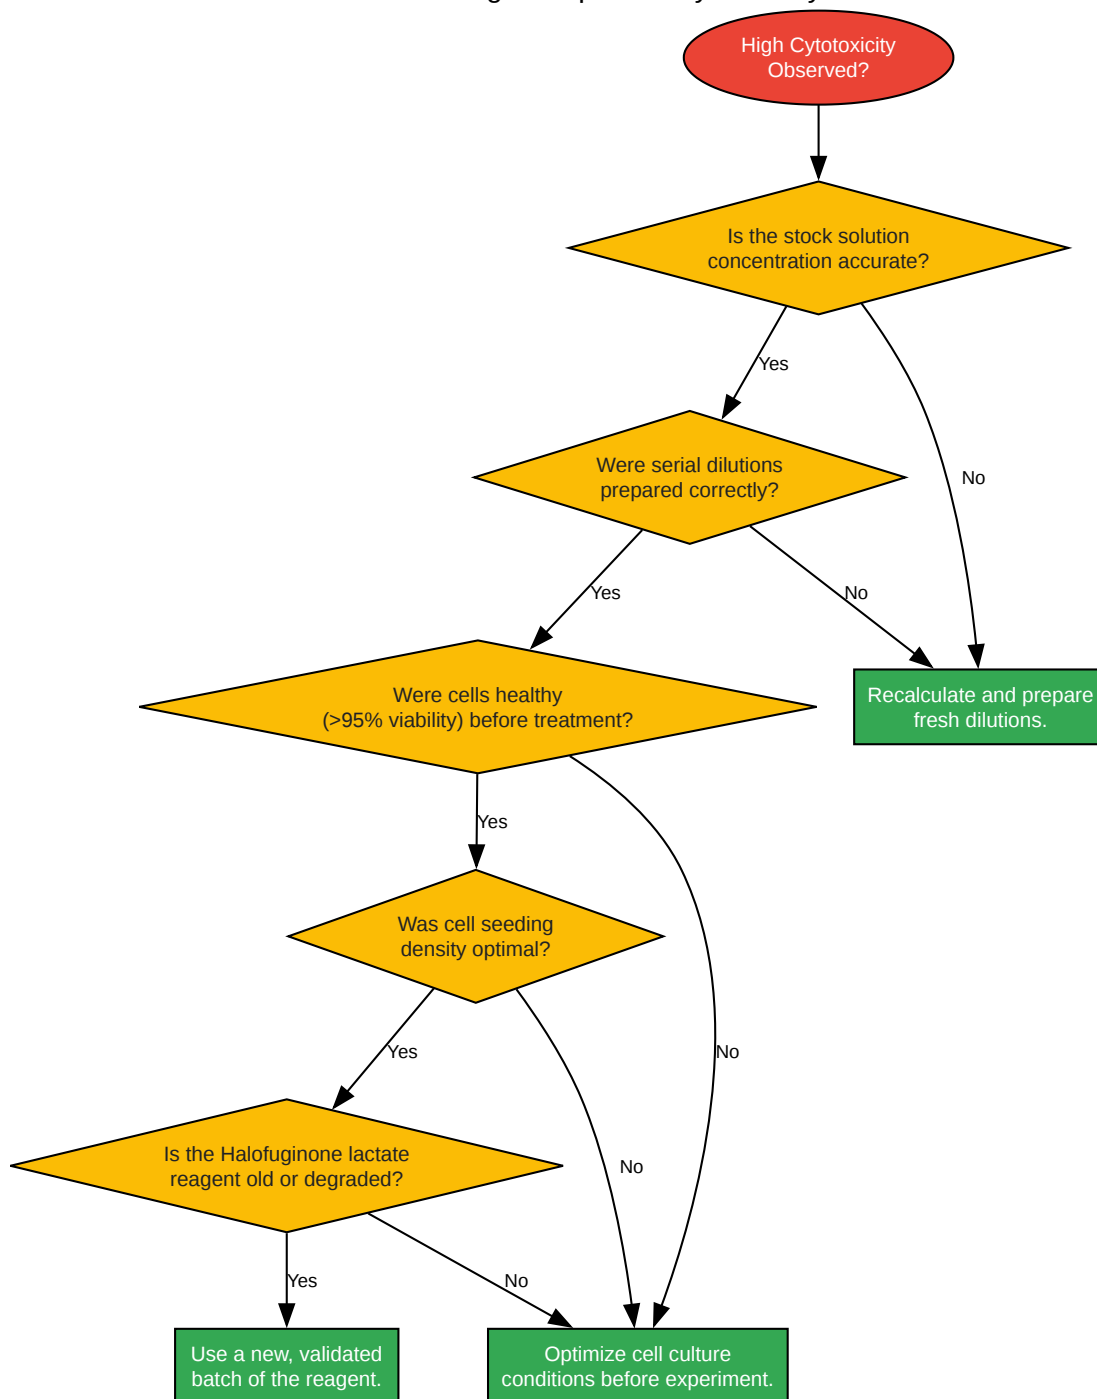 High Cytotoxicity
Observed?
Is the stock solution
concentration accurate?
Yes
No
Were serial dilutions
prepared correctly?
Yes
No
Were cells healthy
(>95% viability) before treatment?
Recalculate and prepare
fresh dilutions.
Yes
No
Was cell seeding
density optimal?
Yes
No
Is the Halofuginone lactate
reagent old or degraded?
Yes
No
Use a new, validated
batch of the reagent.
Optimize cell culture
conditions before experiment.